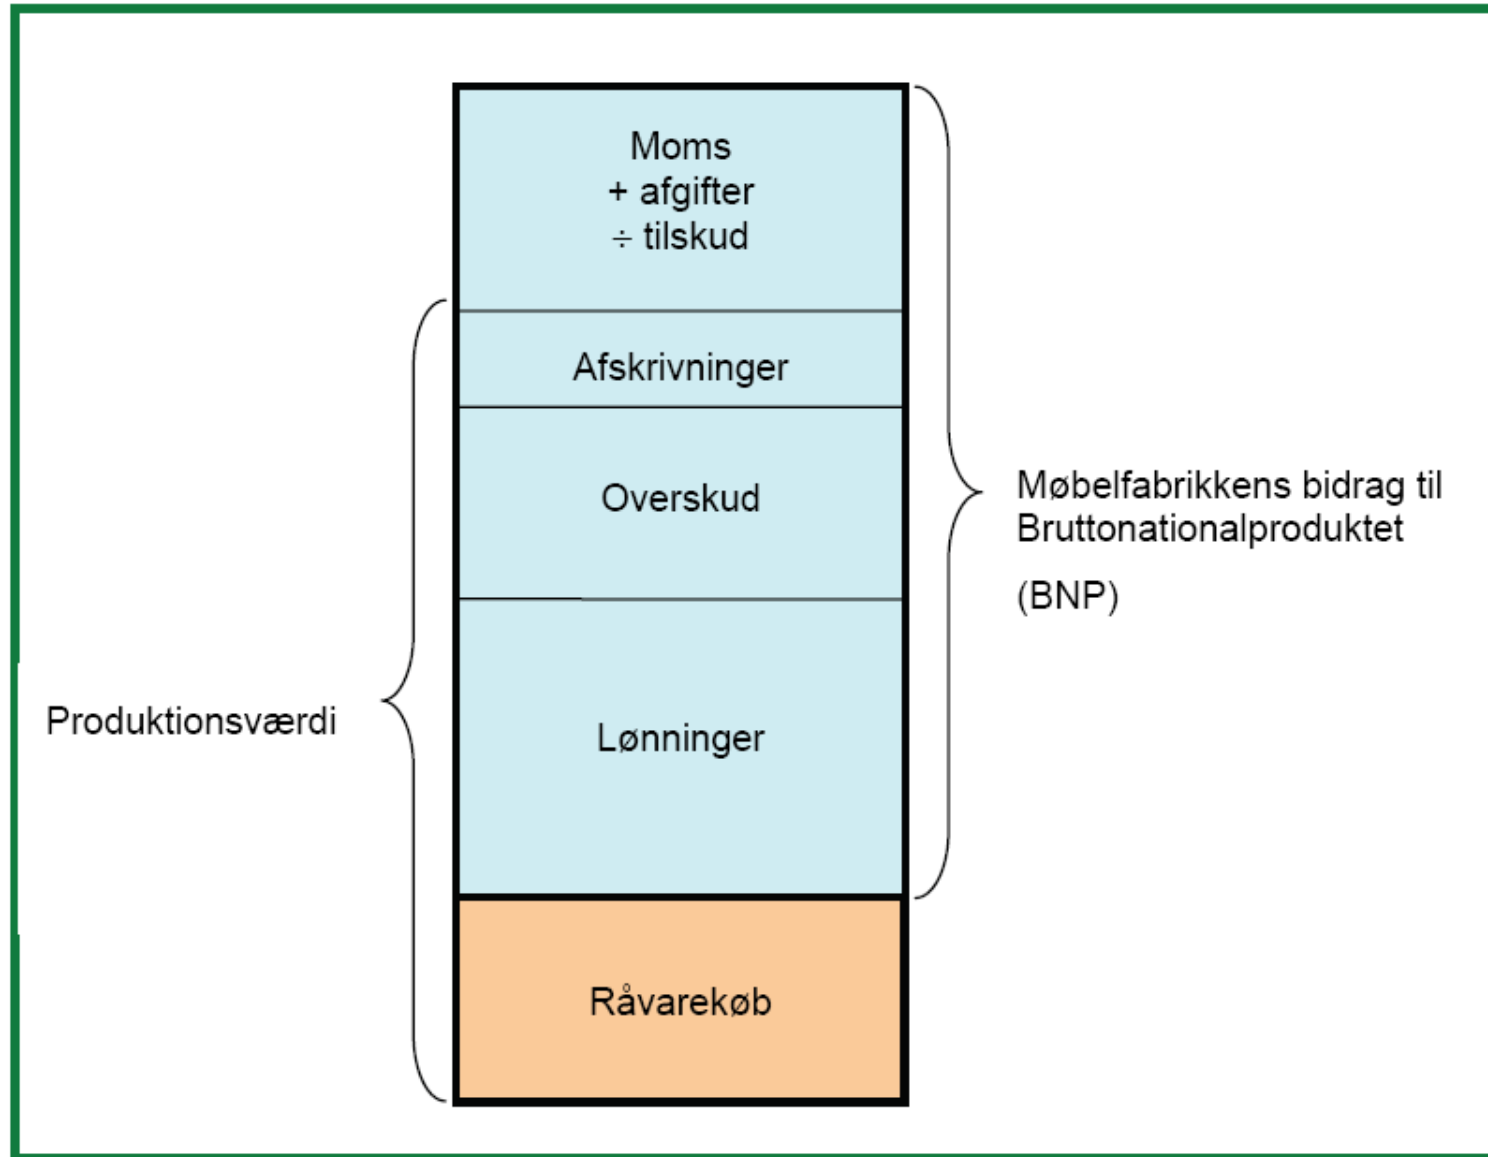 Moms
+ afgifter
÷ tilskud
Afskrivninger
Overskud
Møbelfabrikkens bidrag til
Bruttonationalproduktet
(BNP)
Produktionsværdi
Lønninger
Råvarekøb